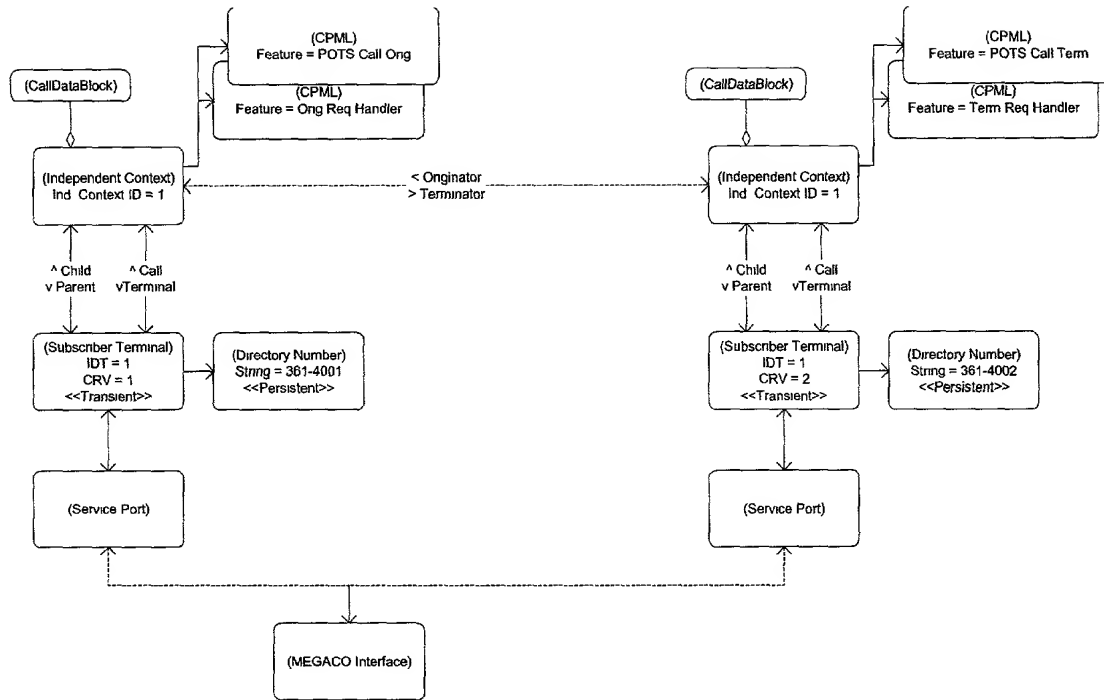 (CPML)
Feature = POTS Call Ong
(CPML)
Feature = Ong Req Handler
(CallDataBlock)
(Independent Context)
Ind Context ID = 1
< Originator
> Terminator
^ Child
v Parent
^ Call
vTerminal
(Subscriber Terminal)
IDT = 1
CRV = 1
<<Transient>>
(Directory Number)
String = 361-4001
<<Persistent>>
(Service Port)
(CPML)
Feature = POTS Call Term
(CPML)
Feature = Term Req Handler
(CallDataBlock)
(Independent Context)
Ind Context ID = 1
^ Child
v Parent
^ Call
vTerminal
(Subscriber Terminal)
IDT = 1
CRV = 2
<<Transient>>
(Directory Number)
String = 361-4002
<<Persistent>>
(Service Port)
(MEGACO Interface)